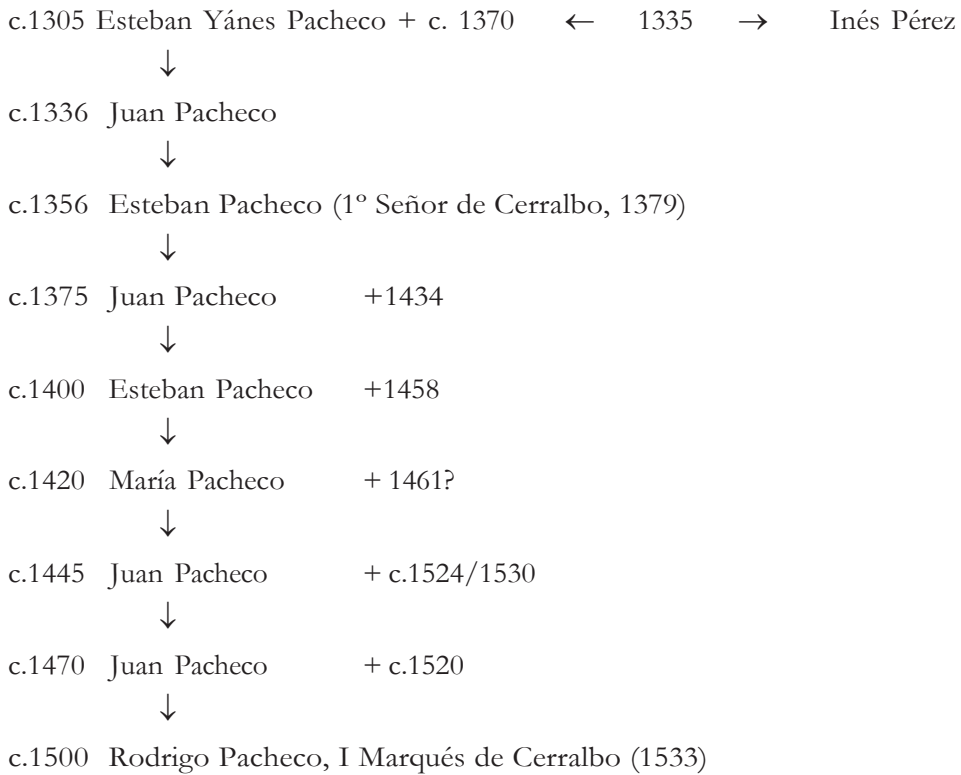 c.1305 Esteban Yánes Pacheco + c. 1370 ← 1335 → Inés Pérez
↓
c.1336 Juan Pacheco
↓
c.1356 Esteban Pacheco (1º Señor de Cerralbo, 1379)
↓
c.1375 Juan Pacheco +1434
↓
c.1400 Esteban Pacheco +1458
↓
c.1420 María Pacheco + 1461?
↓
c.1445 Juan Pacheco + c.1524/1530
↓
c.1470 Juan Pacheco + c.1520
↓
c.1500 Rodrigo Pacheco, I Marqués de Cerralbo (1533)